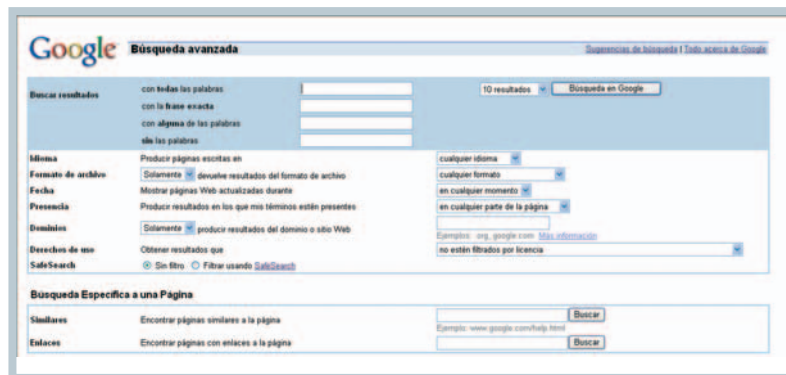 Google Búsqueda avanzada Sugerencias de búsqueda | Todo acerca de Google
Buscar resultados con todas las palabras 10 resultados Búsqueda en Google
con la frase exacta
con alguna de las palabras
sin las palabras
Idioma Producir páginas escritas en cualquier idioma
Formato de archivo Solamente devuelve resultados del formato de archivo cualquier formato
Fecha Mostrar páginas Web actualizadas durante en cualquier momento
Presencia Producir resultados en los que mis términos estén presentes en cualquier parte de la página
Dominios Solamente producir resultados del dominio o sitio Web
Ejemplos: .org, google.com Más información
Derechos de uso Obtener resultados que no estén filtrados por licencia
SafeSearch Sin filtro Filtrar usando SafeSearch
Búsqueda Específica a una Página
Similares Encontrar páginas similares a la página Buscar
Ejemplo: www.google.com/help.html
Enlaces Encontrar páginas con enlaces a la página Buscar